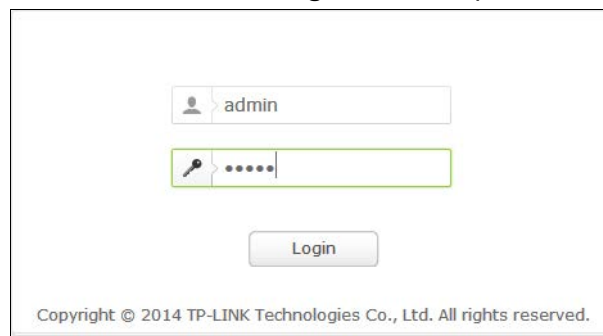 admin
•••••
Login
Copyright © 2014 TP-LINK Technologies Co., Ltd. All rights reserved.